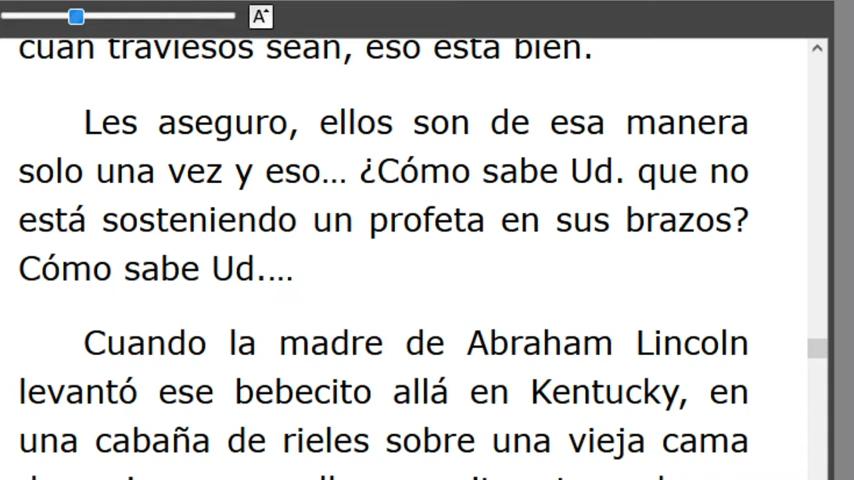 A
cuán traviesos sean, eso está bien.
Les aseguro, ellos son de esa manera
solo una vez y eso... ¿Cómo sabe Ud. que no
está sosteniendo un profeta en sus brazos?
Cómo sabe Ud....
Cuando la madre de Abraham Lincoln
levantó ese bebecito allá en Kentucky, en
una cabaña de rieles sobre una vieja cama